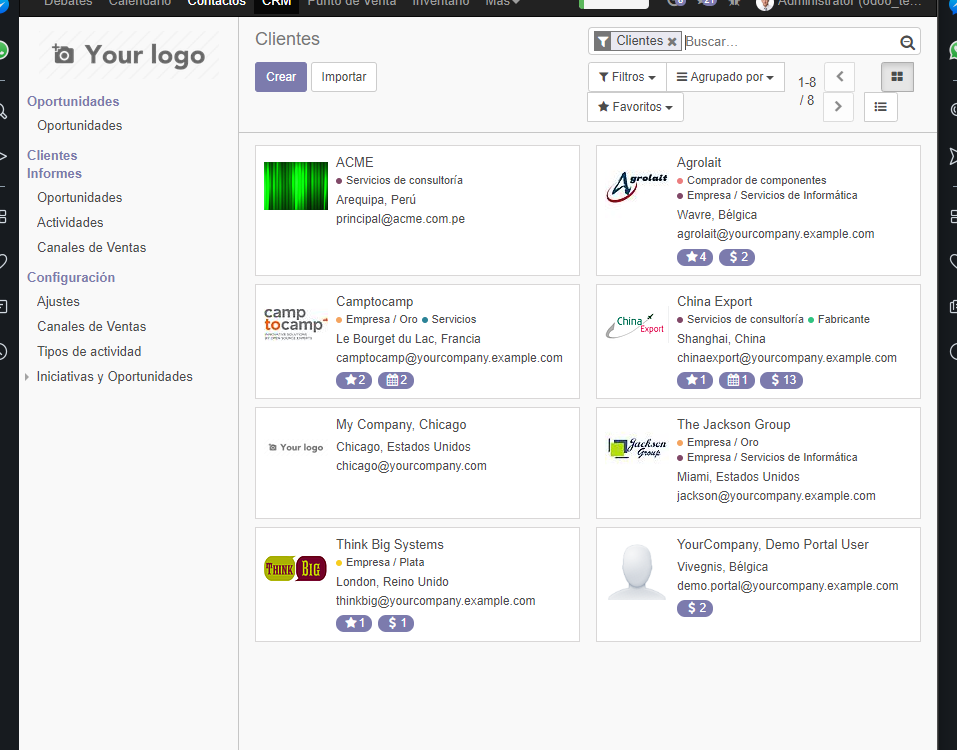 Debates Calendario Contactos CRM Punto de Venta Inventario Más Administrator (odoo_te...
Your logo
Clientes
Clientes Buscar...
Crear Importar
Filtros Agrupado por
Favoritos
1-8
/ 8
Oportunidades
Oportunidades
Clientes
Informes
Oportunidades
Actividades
Canales de Ventas
Configuración
Ajustes
Canales de Ventas
Tipos de actividad
Iniciativas y Oportunidades
ACME
Servicios de consultoría
Arequipa, Perú
principal@acme.com.pe
Agrolait
Agrolait
Comprador de componentes
Empresa / Servicios de Informática
Wavre, Bélgica
agrolait@yourcompany.example.com
4 $ 2
camp
tocamp
INNOVATIVE SOLUTIONS
BY OPEN SOURCE EXPERTS
Camptocamp
Empresa / Oro Servicios
Le Bourget du Lac, Francia
camptocamp@yourcompany.example.com
2 2
China
Export
China Export
Servicios de consultoría Fabricante
Shanghai, China
chinaexport@yourcompany.example.com
1 1 $ 13
Your logo
My Company, Chicago
Chicago, Estados Unidos
chicago@yourcompany.com
Jackson
Group
The Jackson Group
Empresa / Oro
Empresa / Servicios de Informática
Miami, Estados Unidos
jackson@yourcompany.example.com
THINK BIG
Think Big Systems
Empresa / Plata
London, Reino Unido
thinkbig@yourcompany.example.com
1 $ 1
YourCompany, Demo Portal User
Vivegnis, Bélgica
demo.portal@yourcompany.example.com
$ 2